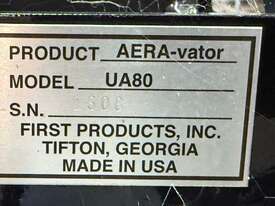 PRODUCT AERA-vator
MODEL UA80
S.N.
FIRST PRODUCTS, INC.
TIFTON, GEORGIA
MADE IN USA